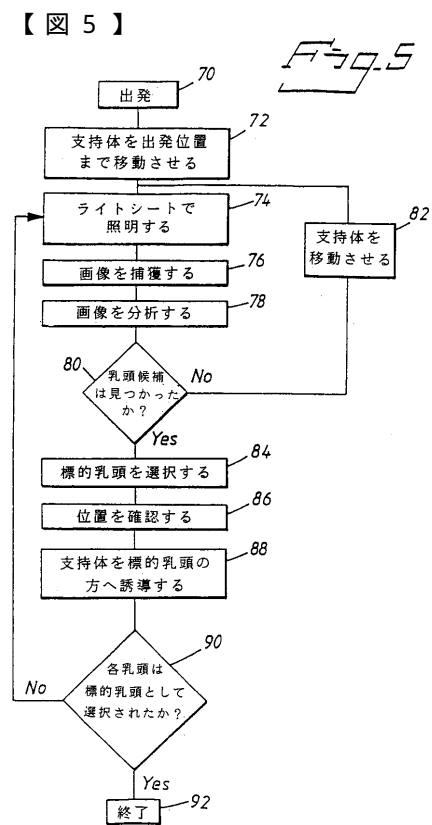 【図 5】
Fig.5
出発
70
支持体を出発位置
まで移動させる
72
ライトシートで
照明する
74
支持体を
移動させる
82
画像を捕獲する
76
画像を分析する
78
80
乳頭候補
は見つかった
か?
No
Yes
標的乳頭を選択する
84
位置を確認する
86
支持体を標的乳頭の
方へ誘導する
88
各乳頭は
標的乳頭として
選択されたか?
90
No
Yes
終了
92